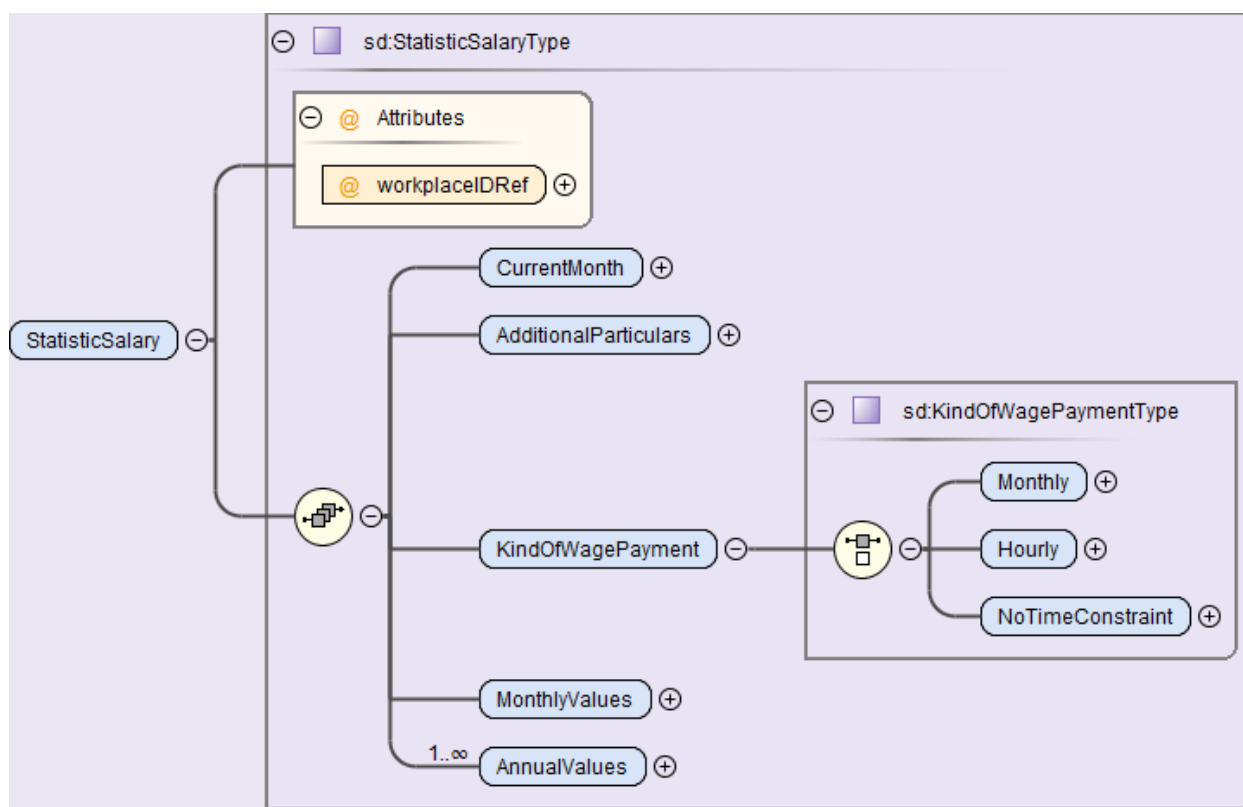 sd:StatisticSalaryType
@ Attributes
@ workplaceIDRef
CurrentMonth
StatisticSalary
AdditionalParticulars
sd:KindOfWagePaymentType
Monthly
KindOfWagePayment
Hourly
NoTimeConstraint
MonthlyValues
1..∞
AnnualValues